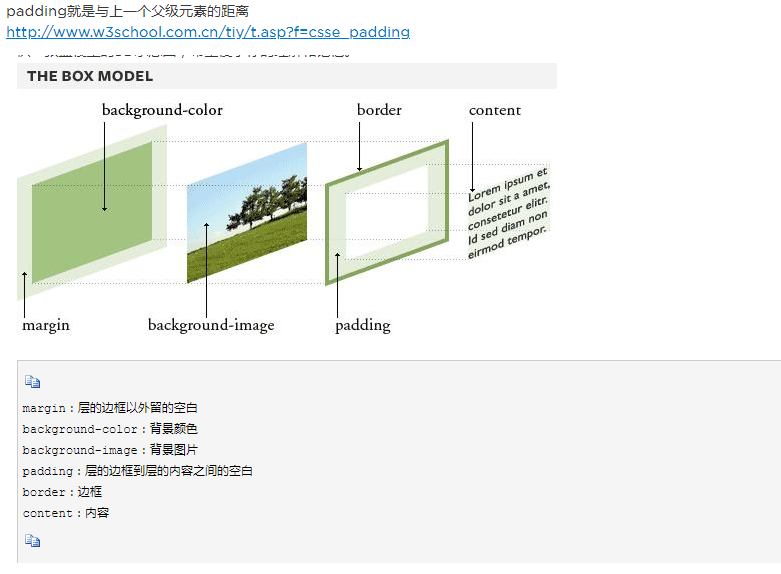 padding就是与上一个父级元素的距离
http://www.w3school.com.cn/tiy/t.asp?f=csse_padding
THE BOX MODEL
background-color
border
content
Lorem ipsum et
dolor sit a amet,
consetetur elitr.
Id sed diam non
eirmod tempor.
margin
background-image
padding
margin：层的边框以外留的空白
background-color：背景颜色
background-image：背景图片
padding：层的边框到层的内容之间的空白
border：边框
content：内容